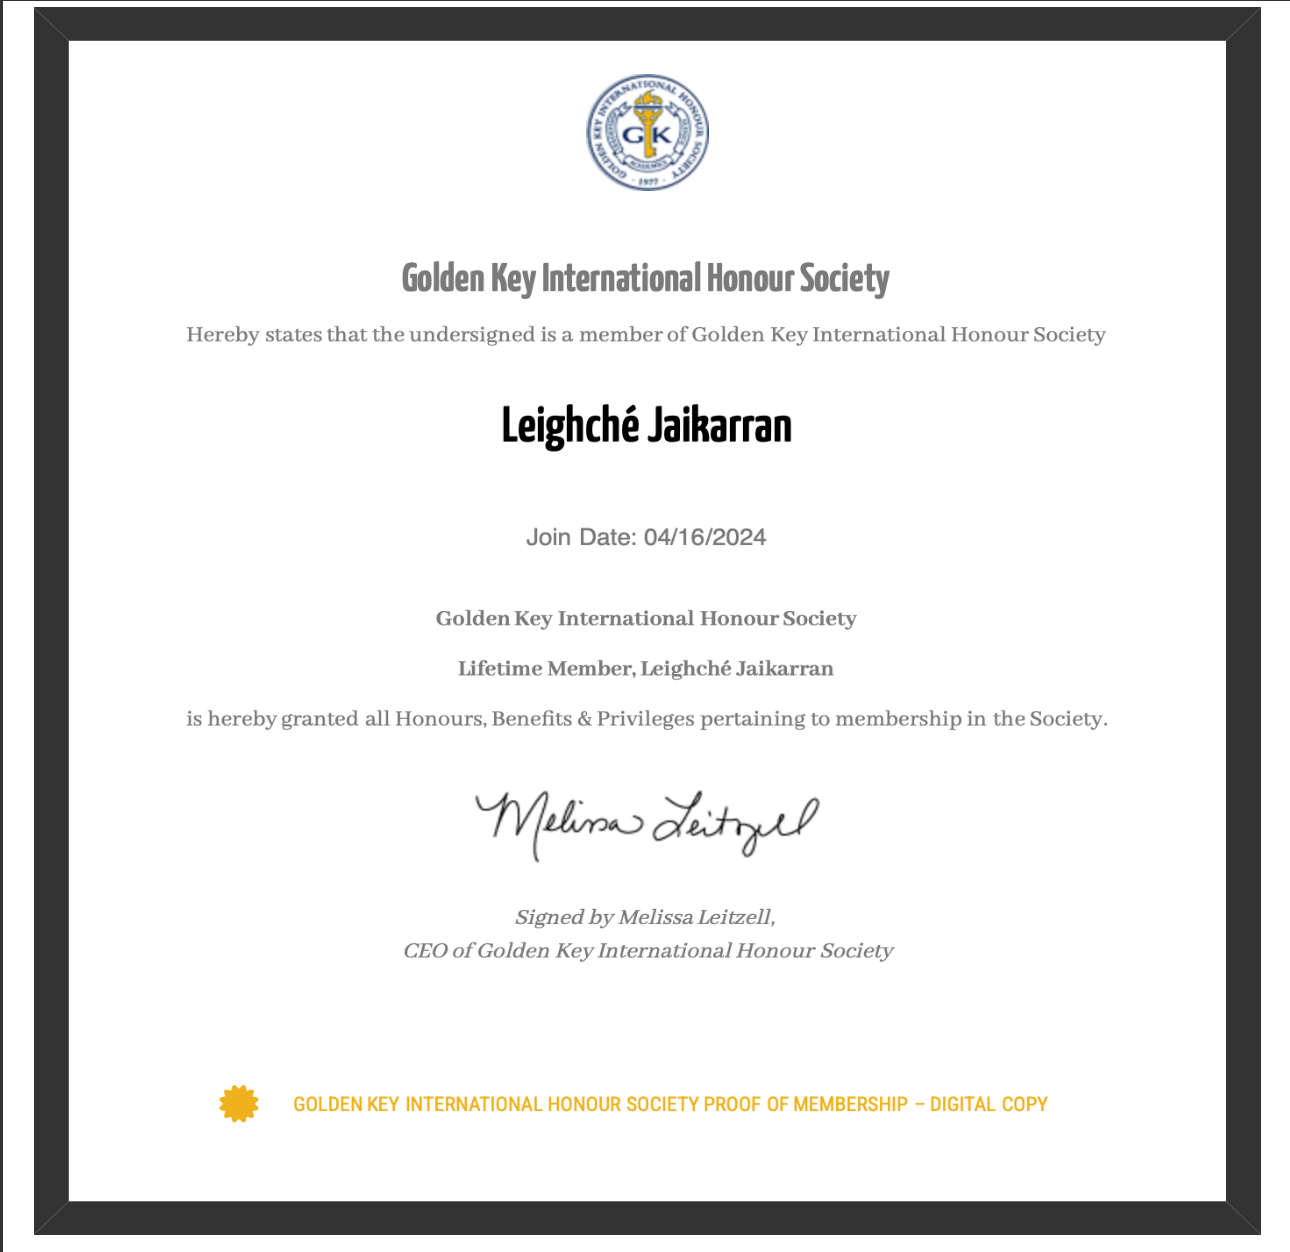 GOLDEN KEY INTERNATIONAL HONOUR SOCIETY
GK
ACADEMICS
· 1977 ·
Golden Key International Honour Society
Hereby states that the undersigned is a member of Golden Key International Honour Society
Leighché Jaikarran
Join Date: 04/16/2024
Golden Key International Honour Society
Lifetime Member, Leighché Jaikarran
is hereby granted all Honours, Benefits & Privileges pertaining to membership in the Society.
Melissa Leitzell
Signed by Melissa Leitzell,
CEO of Golden Key International Honour Society
GOLDEN KEY INTERNATIONAL HONOUR SOCIETY PROOF OF MEMBERSHIP – DIGITAL COPY